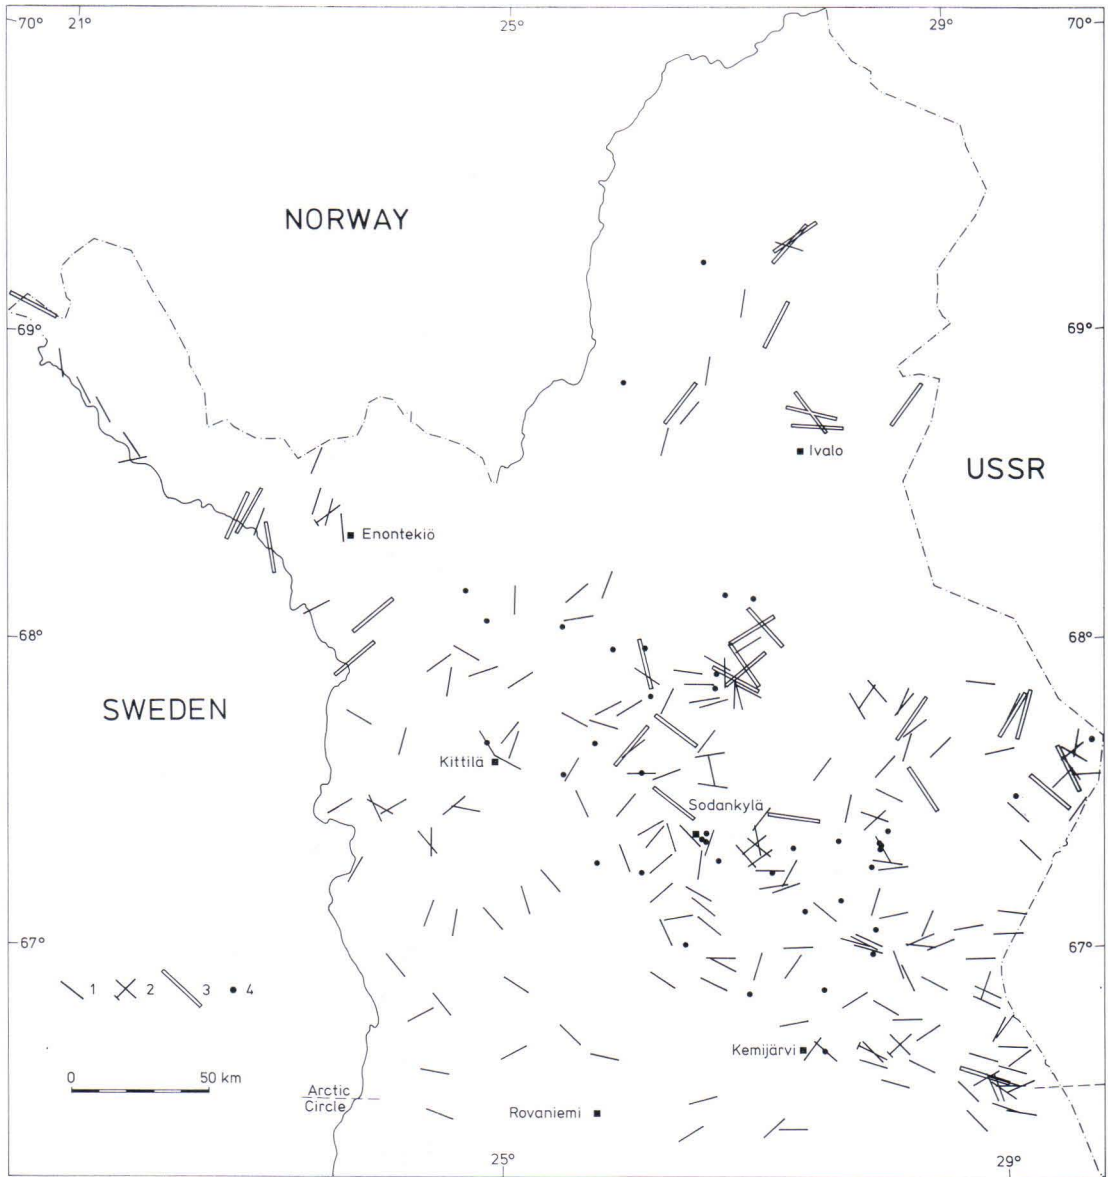 70° 21° 25° 29° 70°
NORWAY
69° 69°
Ivalo
USSR
Enontekiö
68° 68°
SWEDEN
Kittilä
Sodankylä
67° 67°
1 2 3 4
Kemijärvi
0 50 km
Arctic
Circle
Rovaniemi
25° 29°